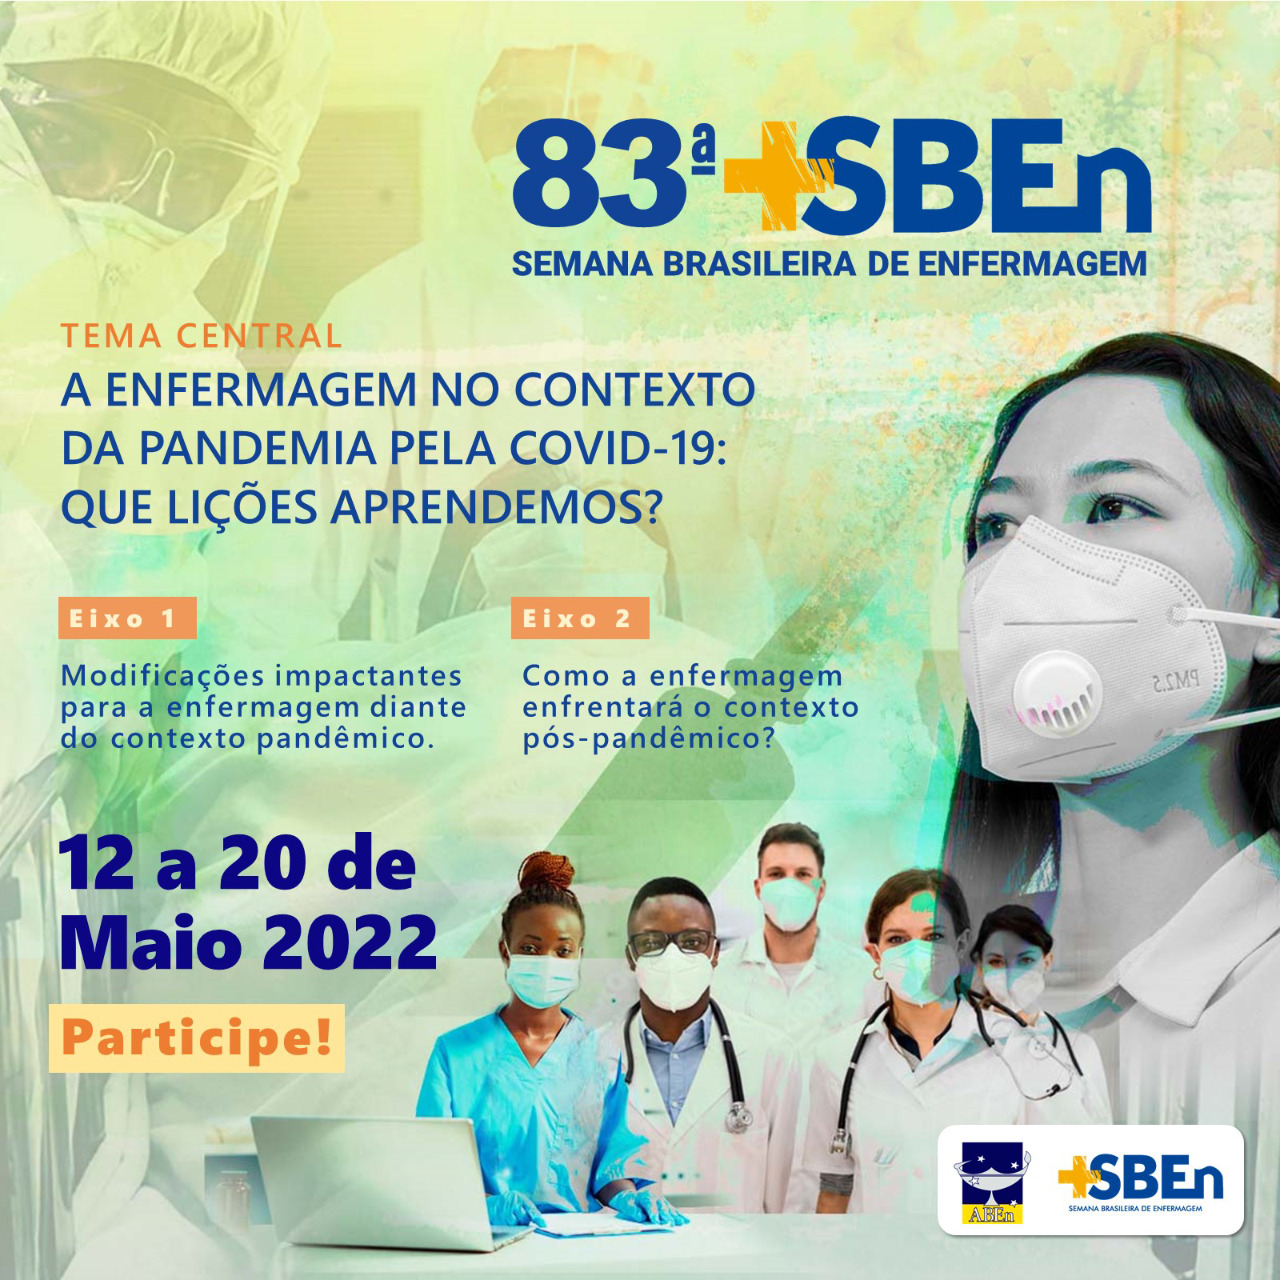 83ª SBEn
SEMANA BRASILEIRA DE ENFERMAGEM
TEMA CENTRAL
A ENFERMAGEM NO CONTEXTO
DA PANDEMIA PELA COVID-19:
QUE LIÇÕES APRENDEMOS?
Eixo 1
Modificações impactantes
para a enfermagem diante
do contexto pandêmico.
Eixo 2
Como a enfermagem
enfrentará o contexto
pós-pandêmico?
PM2.5
12 a 20 de
Maio 2022
Participe!
ABEn
SBEn
SEMANA BRASILEIRA DE ENFERMAGEM